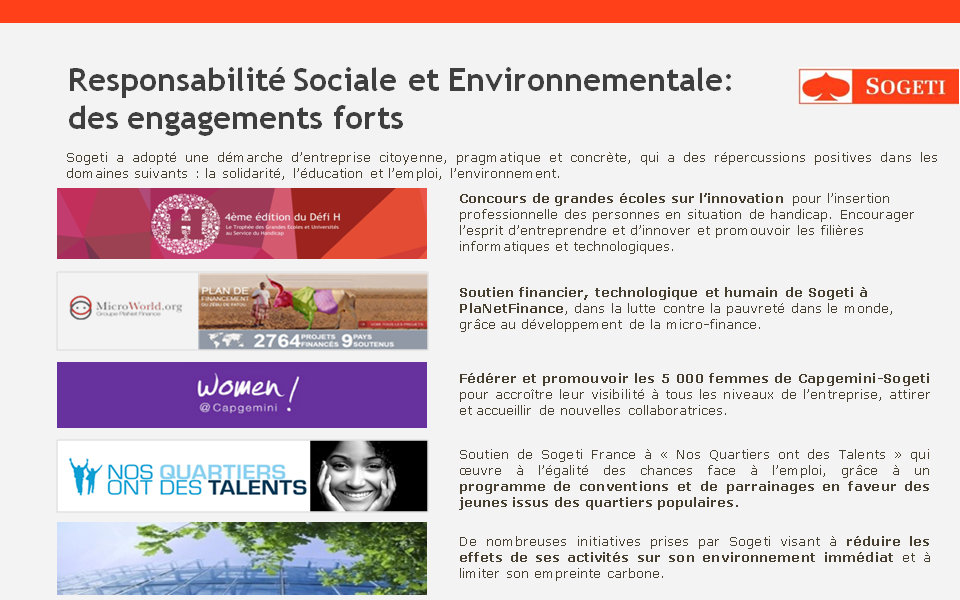 Responsabilité Sociale et Environnementale:
des engagements forts
SOGETI
Sogeti a adopté une démarche d'entreprise citoyenne, pragmatique et concrète, qui a des répercussions positives dans les
domaines suivants : la solidarité, l'éducation et l'emploi, l'environnement.
H
4ème édition du Défi H
Le Trophée des Grandes Ecoles et Universités
au Service du Handicap
Concours de grandes écoles sur l'innovation pour l'insertion
professionnelle des personnes en situation de handicap. Encourager
l'esprit d'entreprendre et d'innover et promouvoir les filières
informatiques et technologiques.
MicroWorld.org
Groupe PlaNet Finance
PLAN DE
FINANCEMENT
2764 PROJETS FINANCÉS 9 PAYS SOUTENUS
Soutien financier, technologique et humain de Sogeti à
PlaNetFinance, dans la lutte contre la pauvreté dans le monde,
grâce au développement de la micro-finance.
Women !
@Capgemini
Fédérer et promouvoir les 5 000 femmes de Capgemini-Sogeti
pour accroître leur visibilité à tous les niveaux de l'entreprise, attirer
et accueillir de nouvelles collaboratrices.
NOS QUARTIERS
ONT DES TALENTS
Soutien de Sogeti France à « Nos Quartiers ont des Talents » qui
œuvre à l'égalité des chances face à l'emploi, grâce à un
programme de conventions et de parrainages en faveur des
jeunes issus des quartiers populaires.
De nombreuses initiatives prises par Sogeti visant à réduire les
effets de ses activités sur son environnement immédiat et à
limiter son empreinte carbone.